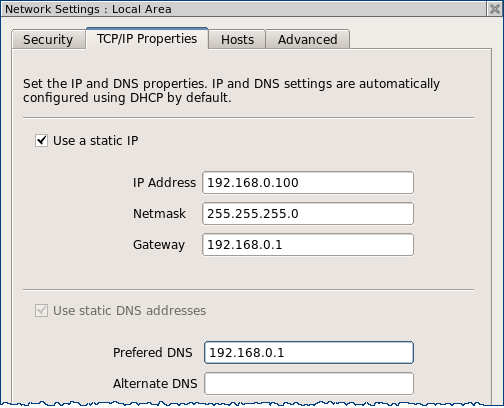 Network Settings : Local Area
Security TCP/IP Properties Hosts Advanced
Set the IP and DNS properties. IP and DNS settings are automatically
configured using DHCP by default.
Use a static IP
IP Address 192.168.0.100
Netmask 255.255.255.0
Gateway 192.168.0.1
Use static DNS addresses
Prefered DNS 192.168.0.1
Alternate DNS